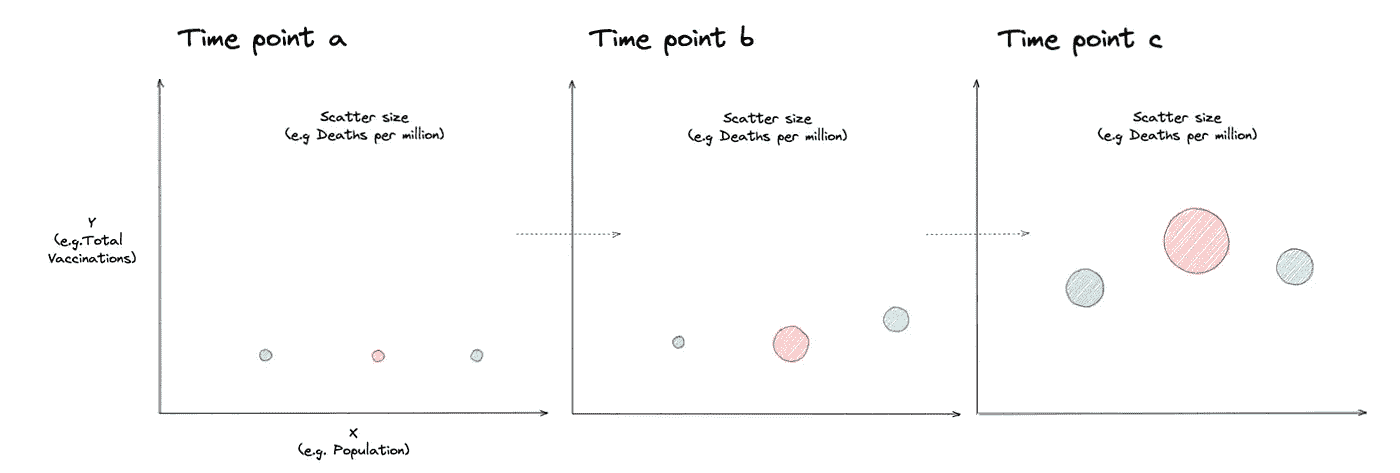 Time point a
Time point b
Time point c
Scatter size
(e.g Deaths per million)
Scatter size
(e.g Deaths per million)
Scatter size
(e.g Deaths per million)
Y
(e.g.Total
Vaccinations)
X
(e.g. Population)